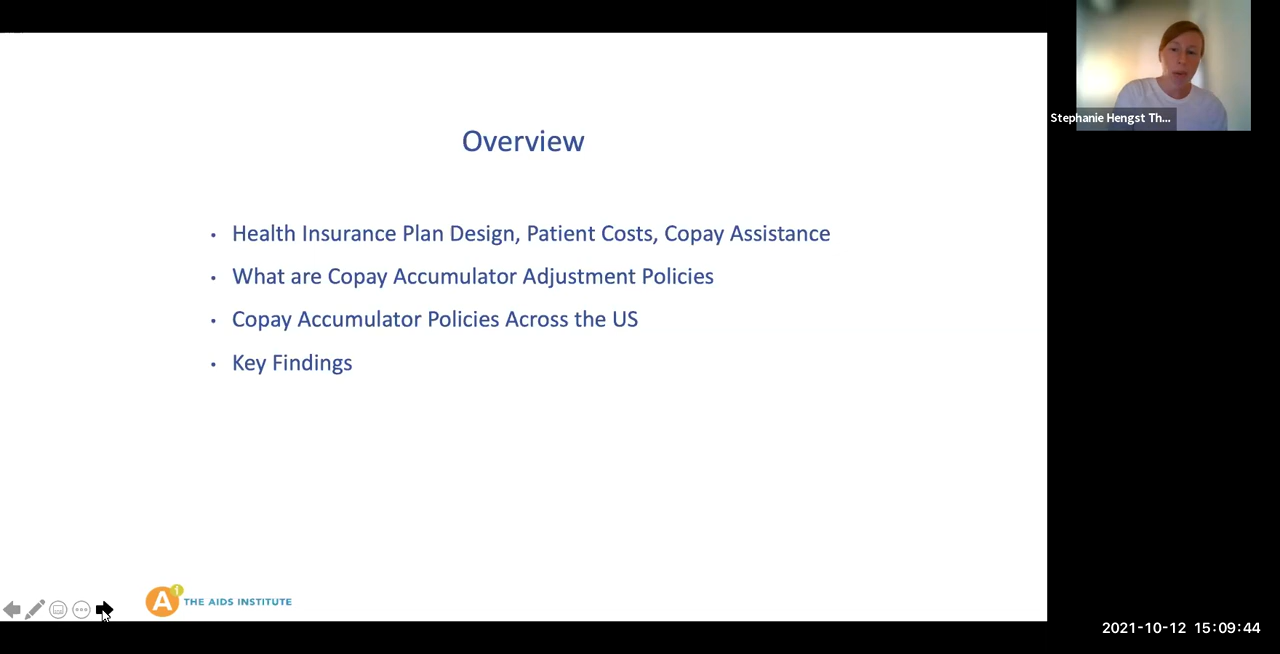 Overview
• Health Insurance Plan Design, Patient Costs, Copay Assistance
• What are Copay Accumulator Adjustment Policies
• Copay Accumulator Policies Across the US
• Key Findings
A
1
THE AIDS INSTITUTE
Stephanie Hengst Th...
2021-10-12 15:09:44